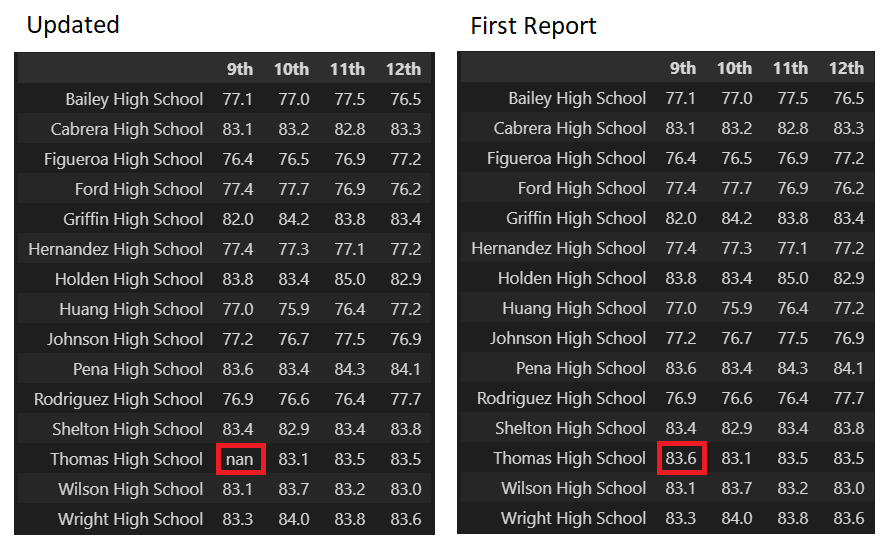 Updated
9th 10th 11th 12th
Bailey High School 77.1 77.0 77.5 76.5
Cabrera High School 83.1 83.2 82.8 83.3
Figueroa High School 76.4 76.5 76.9 77.2
Ford High School 77.4 77.7 76.9 76.2
Griffin High School 82.0 84.2 83.8 83.4
Hernandez High School 77.4 77.3 77.1 77.2
Holden High School 83.8 83.4 85.0 82.9
Huang High School 77.0 75.9 76.4 77.2
Johnson High School 77.2 76.7 77.5 76.9
Pena High School 83.6 83.4 84.3 84.1
Rodriguez High School 76.9 76.6 76.4 77.7
Shelton High School 83.4 82.9 83.4 83.8
Thomas High School nan 83.1 83.5 83.5
Wilson High School 83.1 83.7 83.2 83.0
Wright High School 83.3 84.0 83.8 83.6
First Report
9th 10th 11th 12th
Bailey High School 77.1 77.0 77.5 76.5
Cabrera High School 83.1 83.2 82.8 83.3
Figueroa High School 76.4 76.5 76.9 77.2
Ford High School 77.4 77.7 76.9 76.2
Griffin High School 82.0 84.2 83.8 83.4
Hernandez High School 77.4 77.3 77.1 77.2
Holden High School 83.8 83.4 85.0 82.9
Huang High School 77.0 75.9 76.4 77.2
Johnson High School 77.2 76.7 77.5 76.9
Pena High School 83.6 83.4 84.3 84.1
Rodriguez High School 76.9 76.6 76.4 77.7
Shelton High School 83.4 82.9 83.4 83.8
Thomas High School 83.6 83.1 83.5 83.5
Wilson High School 83.1 83.7 83.2 83.0
Wright High School 83.3 84.0 83.8 83.6